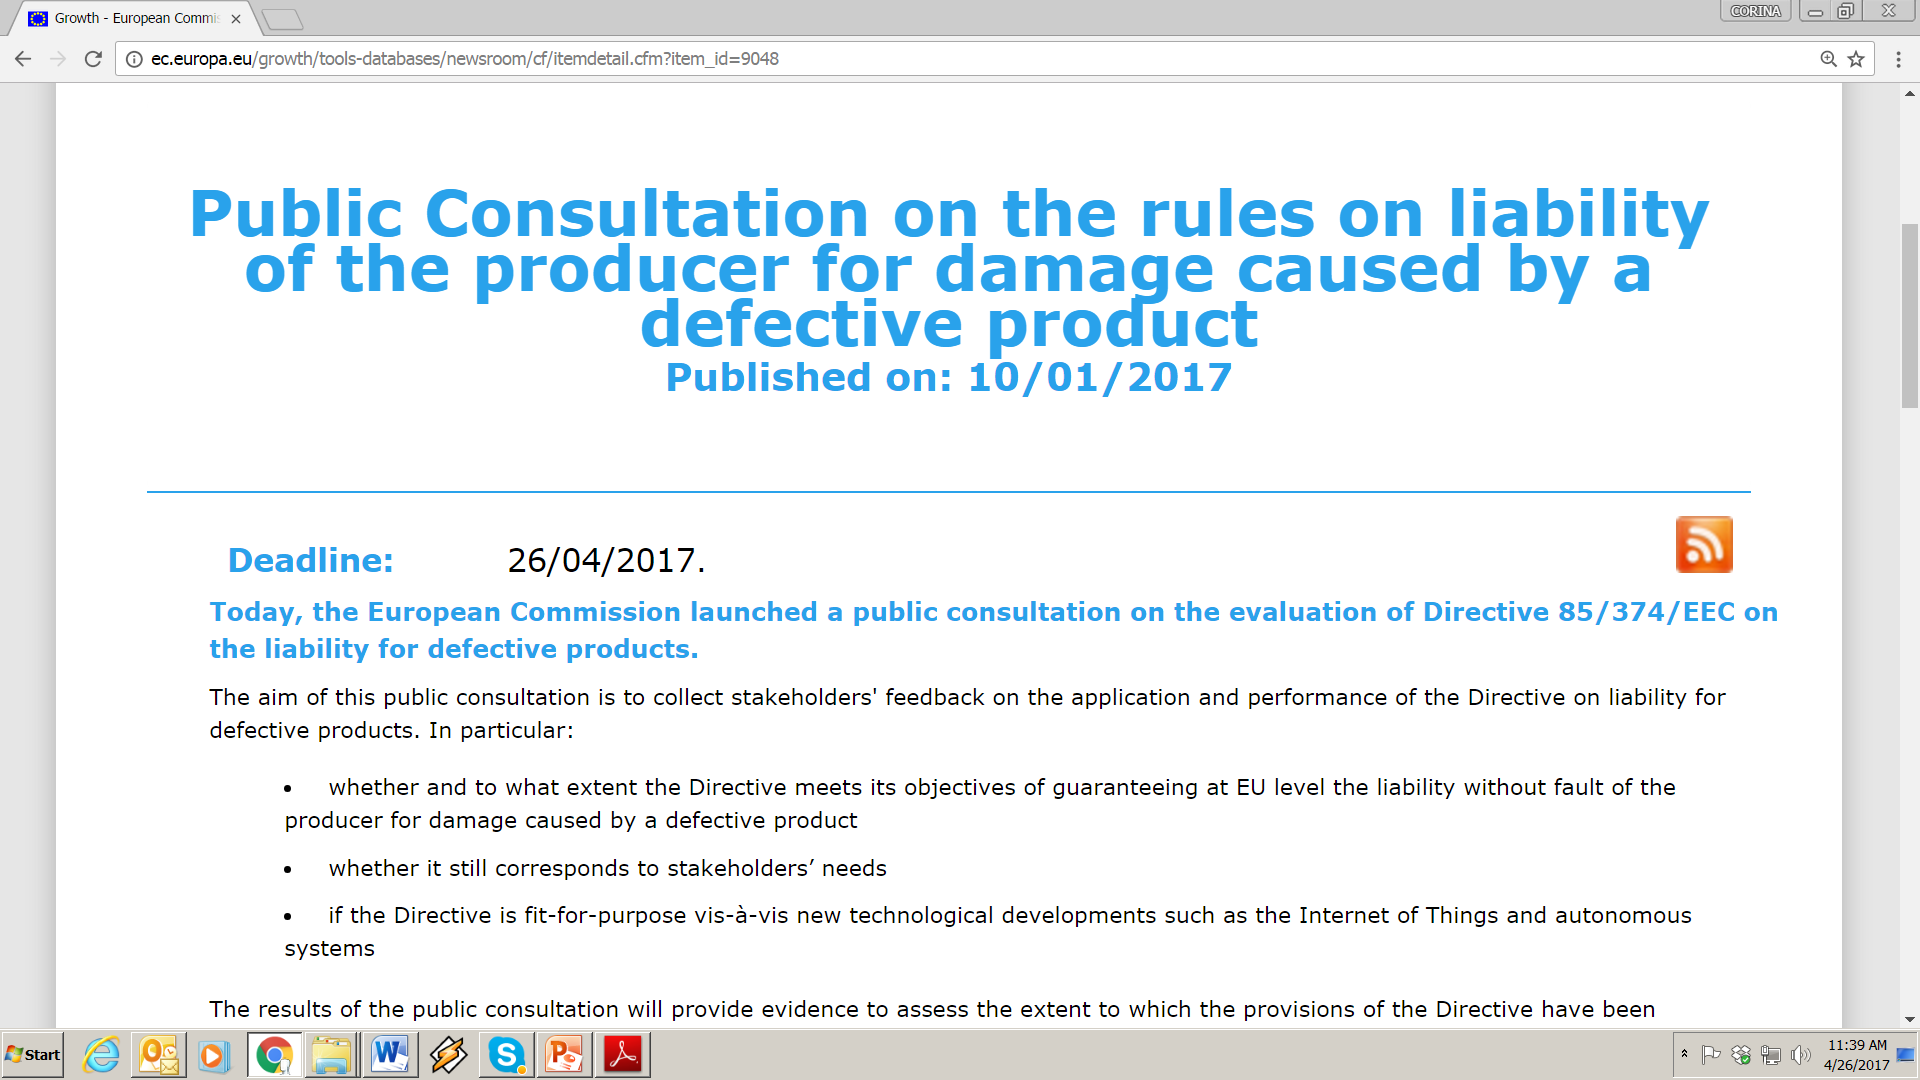 Growth - European Commis
CORINA
ec.europa.eu/growth/tools-databases/newsroom/cf/itemdetail.cfm?item_id=9048
Public Consultation on the rules on liability
of the producer for damage caused by a
defective product
Published on: 10/01/2017
Deadline: 26/04/2017.
Today, the European Commission launched a public consultation on the evaluation of Directive 85/374/EEC on
the liability for defective products.
The aim of this public consultation is to collect stakeholders' feedback on the application and performance of the Directive on liability for
defective products. In particular:
• whether and to what extent the Directive meets its objectives of guaranteeing at EU level the liability without fault of the
producer for damage caused by a defective product
• whether it still corresponds to stakeholders’ needs
• if the Directive is fit-for-purpose vis-à-vis new technological developments such as the Internet of Things and autonomous
systems
The results of the public consultation will provide evidence to assess the extent to which the provisions of the Directive have been
Start
11:39 AM
4/26/2017